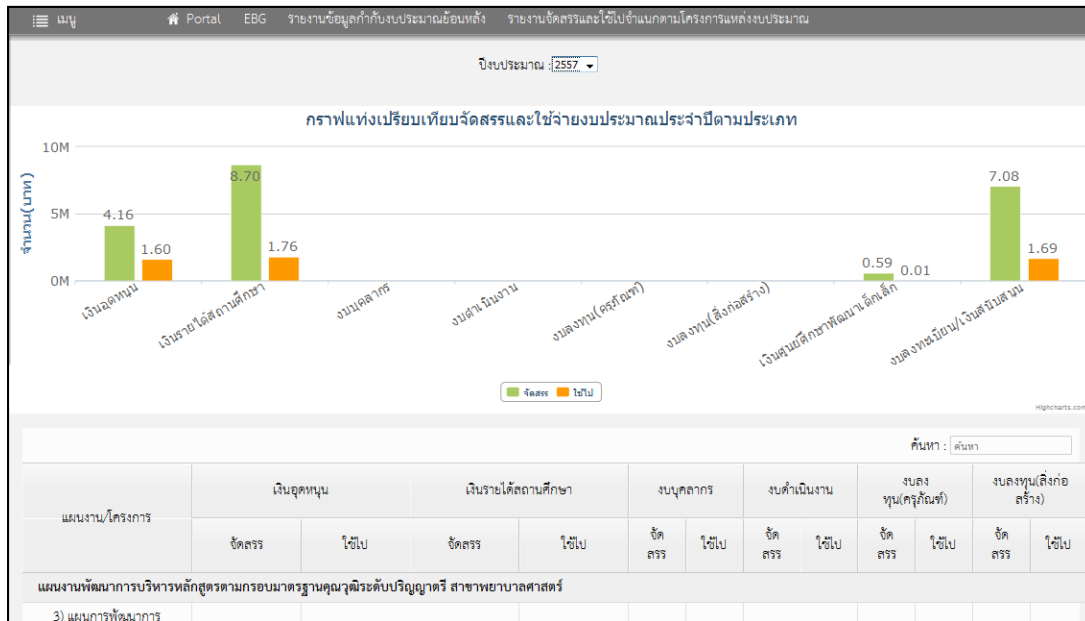 เมนู Portal EBG รายงานข้อมูลกำกับงบประมาณย้อนหลัง รายงานจัดสรรและใช้ไปจำแนกตามโครงการแหล่งงบประมาณ
ปีงบประมาณ : 2557
กราฟแท่งเปรียบเทียบจัดสรรและใช้จ่ายงบประมาณประจำปีตามประเภท
จำนวน(บาท)
10M
5M
0M
4.16
1.60
8.70
1.76
0.59
0.01
7.08
1.69
เงินอุดหนุน
เงินรายได้สถานศึกษา
งบบุคลากร
งบดำเนินงาน
งบลงทุน(ครุภัณฑ์)
งบลงทุน(สิ่งก่อสร้าง)
เงินศูนย์ศึกษาพัฒนาเด็กเล็ก
งบลงทะเบียน/เงินสนับสนุน
จัดสรร ใช้ไป
Highcharts.com
ค้นหา : ค้นหา
แผนงาน/โครงการ
เงินอุดหนุน เงินรายได้สถานศึกษา งบบุคลากร งบดำเนินงาน งบลง งบลงทุน(สิ่งก่อ
ทุน(ครุภัณฑ์) สร้าง)
จัดสรร ใช้ไป จัดสรร ใช้ไป จัด ใช้ไป จัด ใช้ไป จัด ใช้ไป จัด ใช้ไป
สรร สรร สรร สรร
แผนงานพัฒนาการบริหารหลักสูตรตามกรอบมาตรฐานคุณวุฒิระดับปริญญาตรี สาขาพยาบาลศาสตร์
3) แผนการพัฒนาการ